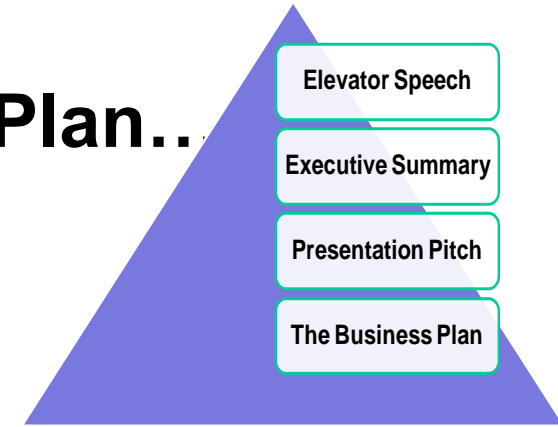 Plan…
Elevator Speech
Executive Summary
Presentation Pitch
The Business Plan